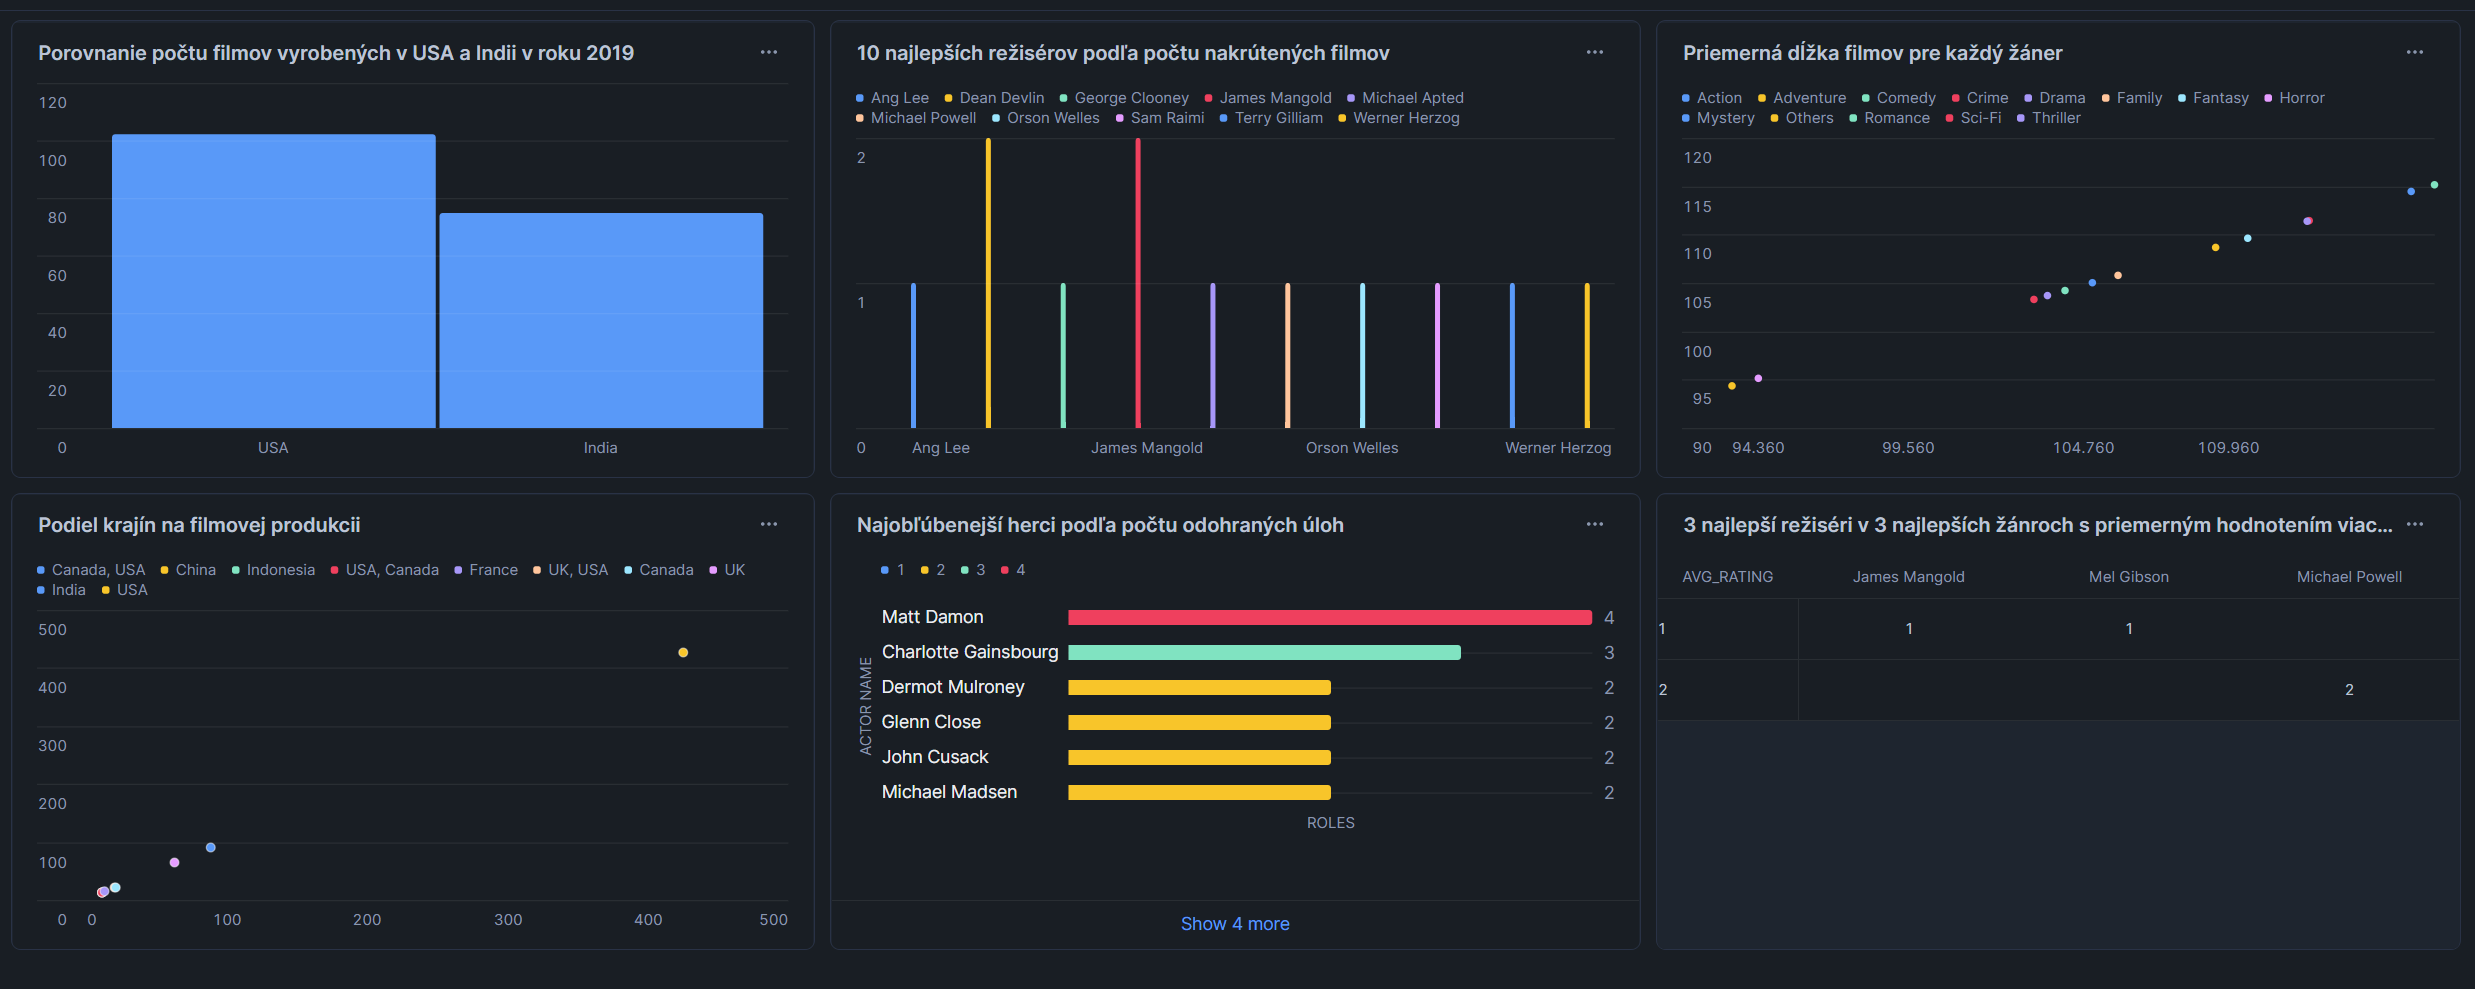 Porovnanie počtu filmov vyrobených v USA a Indii v roku 2019
120
100
80
60
40
20
0
USA India
10 najlepších režisérov podľa počtu nakrútených filmov
Ang Lee Dean Devlin George Clooney James Mangold Michael Apted
Michael Powell Orson Welles Sam Raimi Terry Gilliam Werner Herzog
2
1
0 Ang Lee James Mangold Orson Welles Werner Herzog
Priemerná dĺžka filmov pre každý žáner
Action Adventure Comedy Crime Drama Family Fantasy Horror
Mystery Others Romance Sci-Fi Thriller
120
115
110
105
100
95
90 94.360 99.560 104.760 109.960
Podiel krajín na filmovej produkcii
Canada, USA China Indonesia USA, Canada France UK, USA Canada UK
India USA
500
400
300
200
100
0 0 100 200 300 400 500
Najobľúbenejší herci podľa počtu odohraných úloh
1 2 3 4
ACTOR NAME
Matt Damon 4
Charlotte Gainsbourg 3
Dermot Mulroney 2
Glenn Close 2
John Cusack 2
Michael Madsen 2
ROLES
Show 4 more
3 najlepší režiséri v 3 najlepších žánroch s priemerným hodnotením viac...
AVG_RATING James Mangold Mel Gibson Michael Powell
1 1 1
2 2